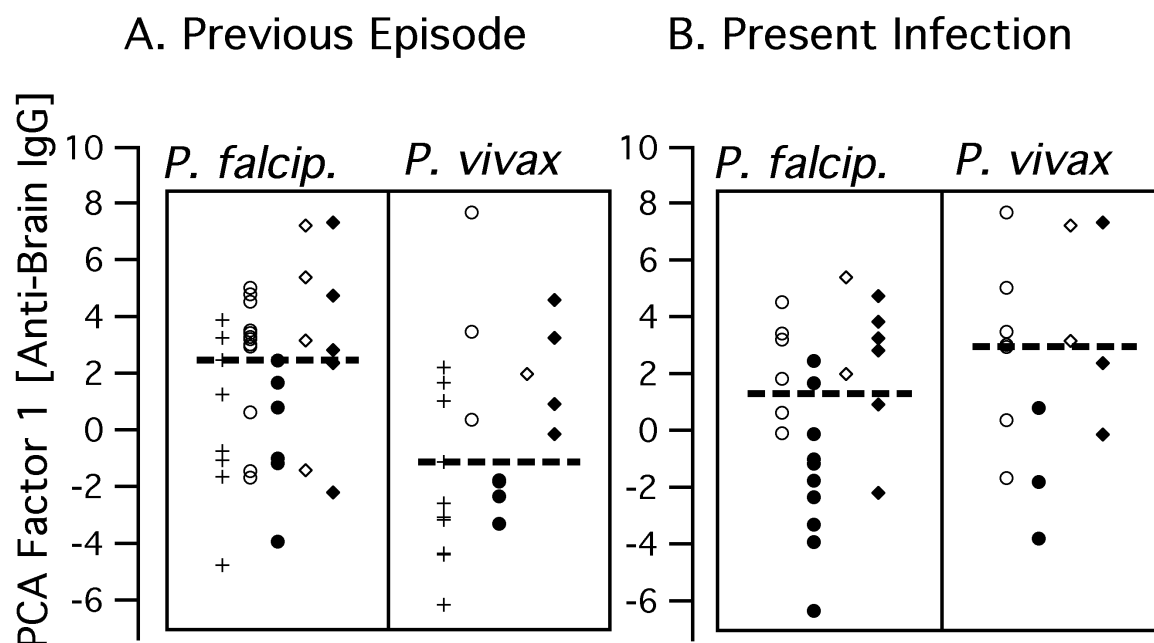 A. Previous Episode
B. Present Infection
PCA Factor 1 [Anti-Brain IgG]
10
8
6
4
2
0
-2
-4
-6
P. falcip.
P. vivax
10
8
6
4
2
0
-2
-4
-6
P. falcip.
P. vivax